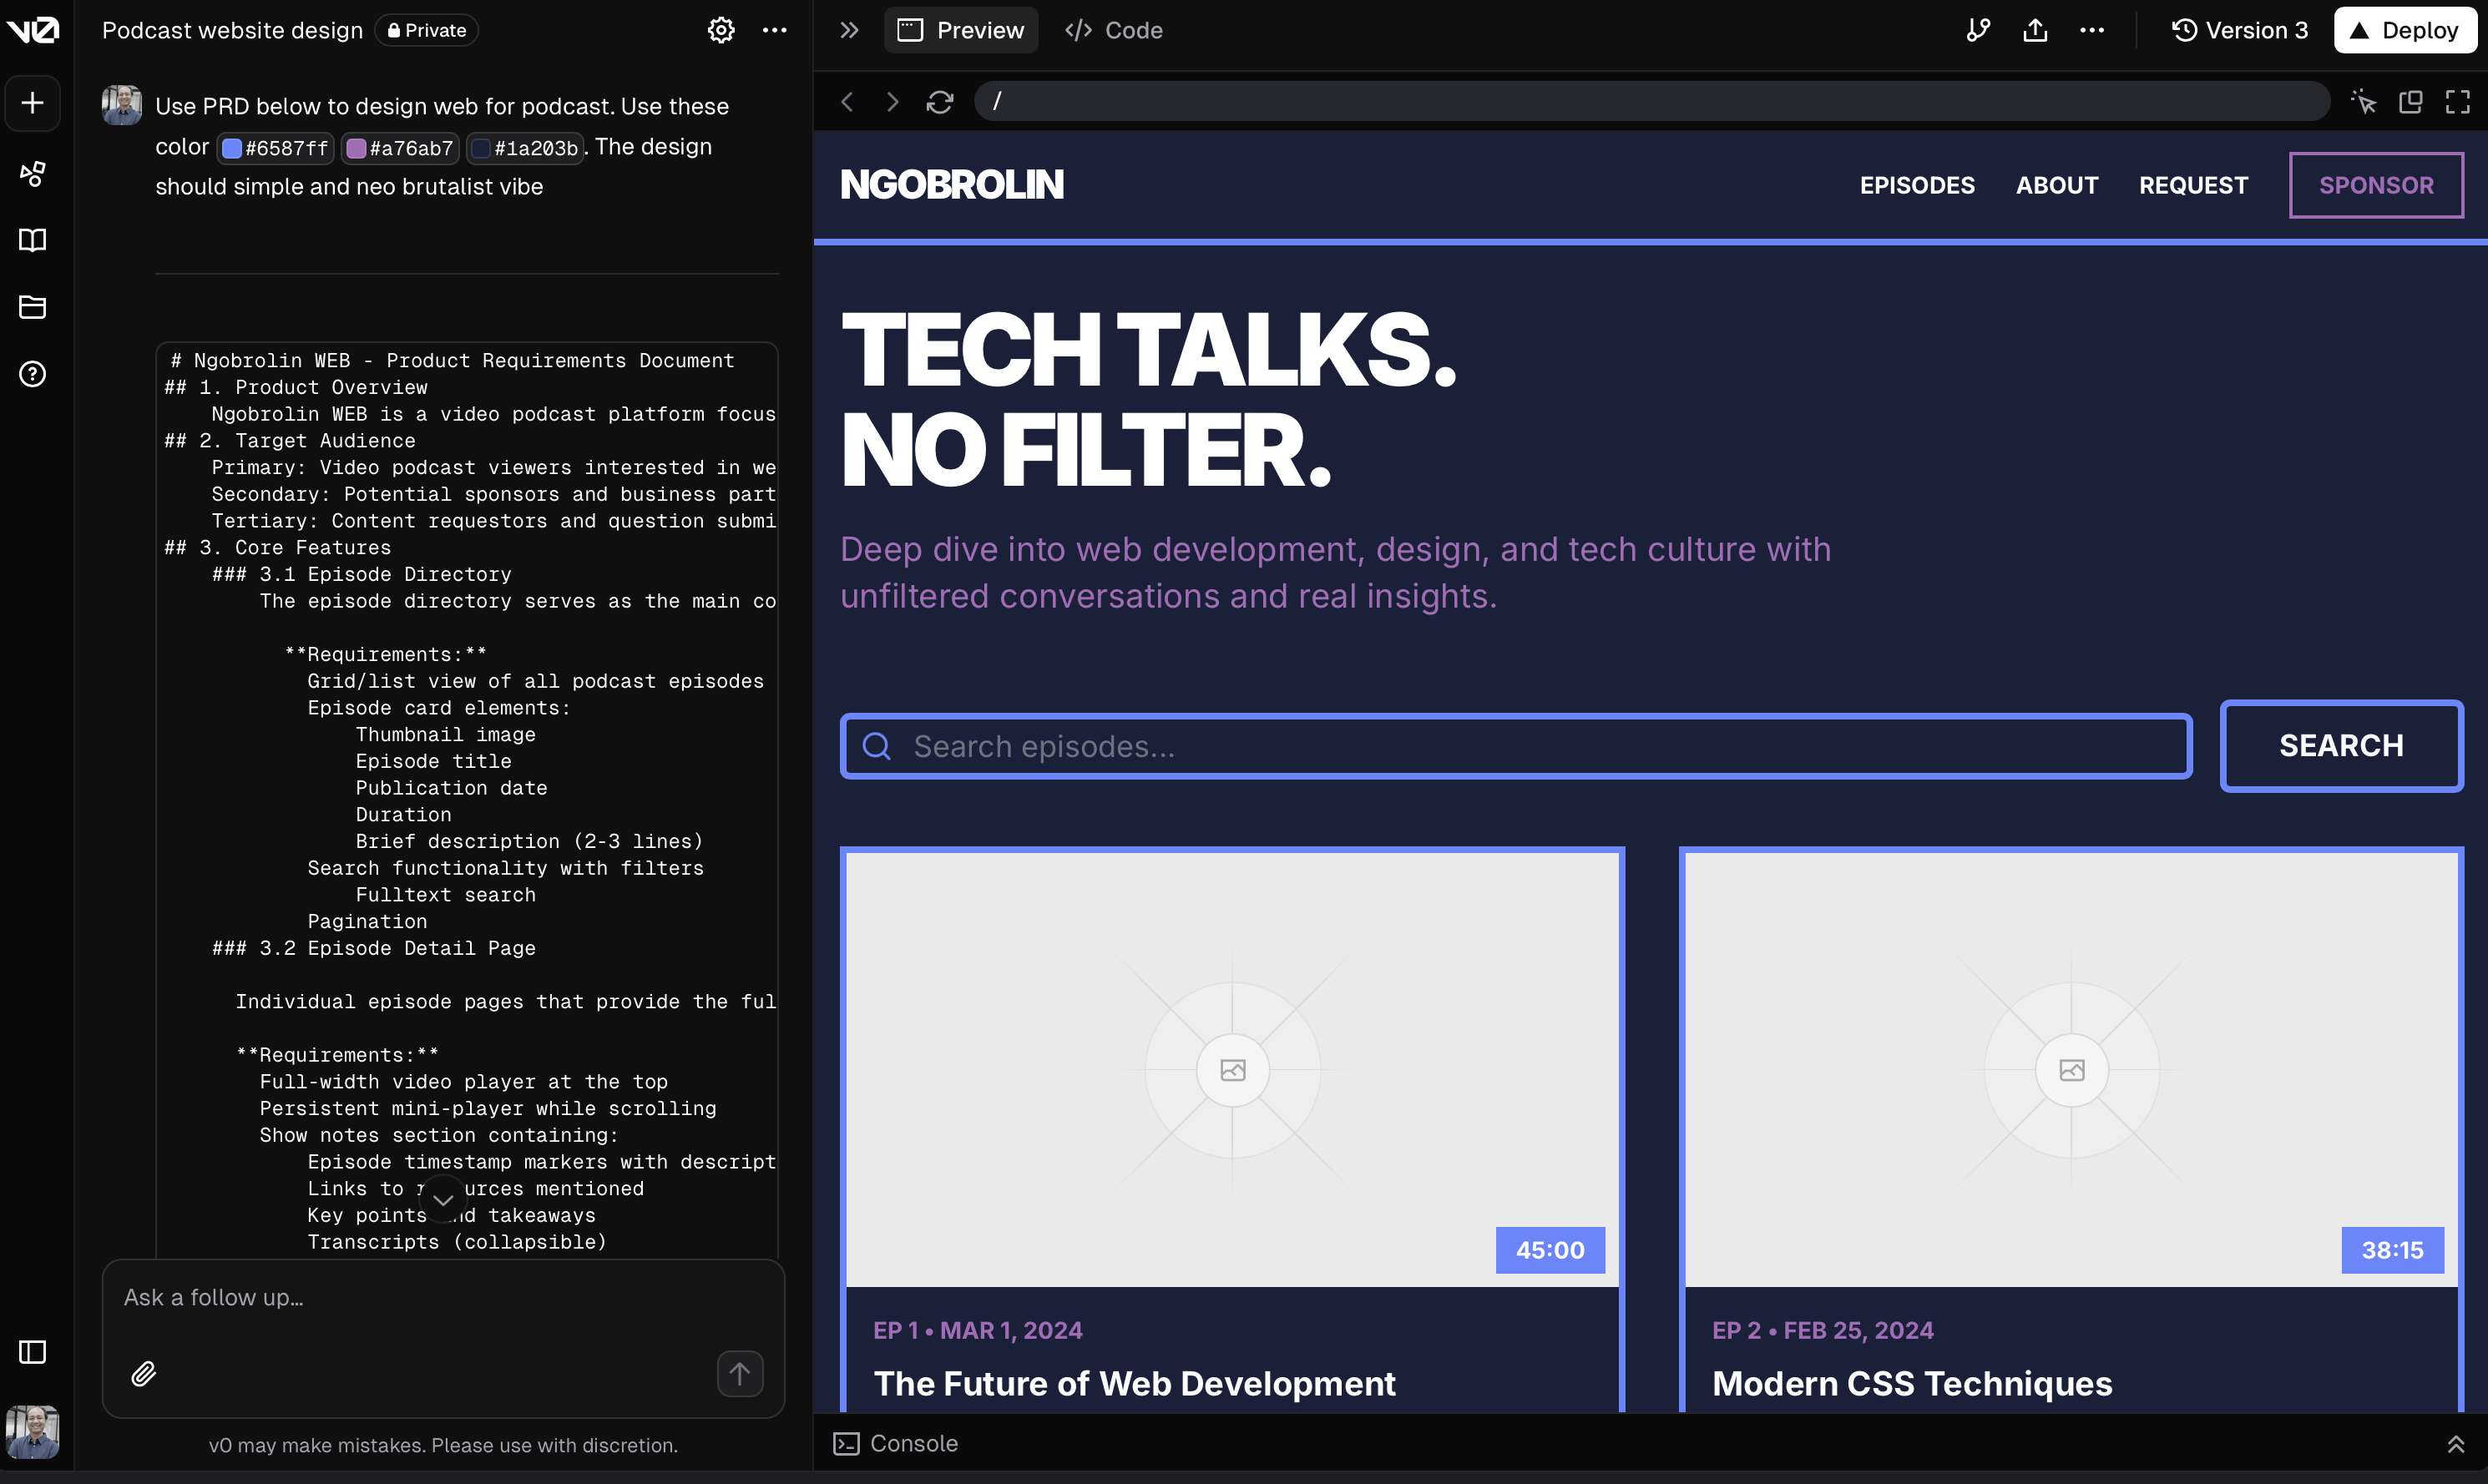 v0
Podcast website design
Private
Use PRD below to design web for podcast. Use these
color #6587ff #a76ab7 #1a203b. The design
should simple and neo brutalist vibe
# Ngobrolin WEB - Product Requirements Document
## 1. Product Overview
Ngobrolin WEB is a video podcast platform focus
## 2. Target Audience
Primary: Video podcast viewers interested in we
Secondary: Potential sponsors and business part
Tertiary: Content requestors and question submi
## 3. Core Features
### 3.1 Episode Directory
The episode directory serves as the main co
**Requirements:**
Grid/list view of all podcast episodes
Episode card elements:
Thumbnail image
Episode title
Publication date
Duration
Brief description (2-3 lines)
Search functionality with filters
Fulltext search
Pagination
### 3.2 Episode Detail Page
Individual episode pages that provide the ful
**Requirements:**
Full-width video player at the top
Persistent mini-player while scrolling
Show notes section containing:
Episode timestamp markers with descript
Links to urces mentioned
Key points nd takeaways
Transcripts (collapsible)
Ask a follow up...
v0 may make mistakes. Please use with discretion.
Preview
Code
Version 3
Deploy
/
NGOBROLIN
EPISODES
ABOUT
REQUEST
SPONSOR
TECH TALKS.
NO FILTER.
Deep dive into web development, design, and tech culture with
unfiltered conversations and real insights.
Search episodes...
SEARCH
45:00
38:15
EP 1 • MAR 1, 2024
The Future of Web Development
EP 2 • FEB 25, 2024
Modern CSS Techniques
Console